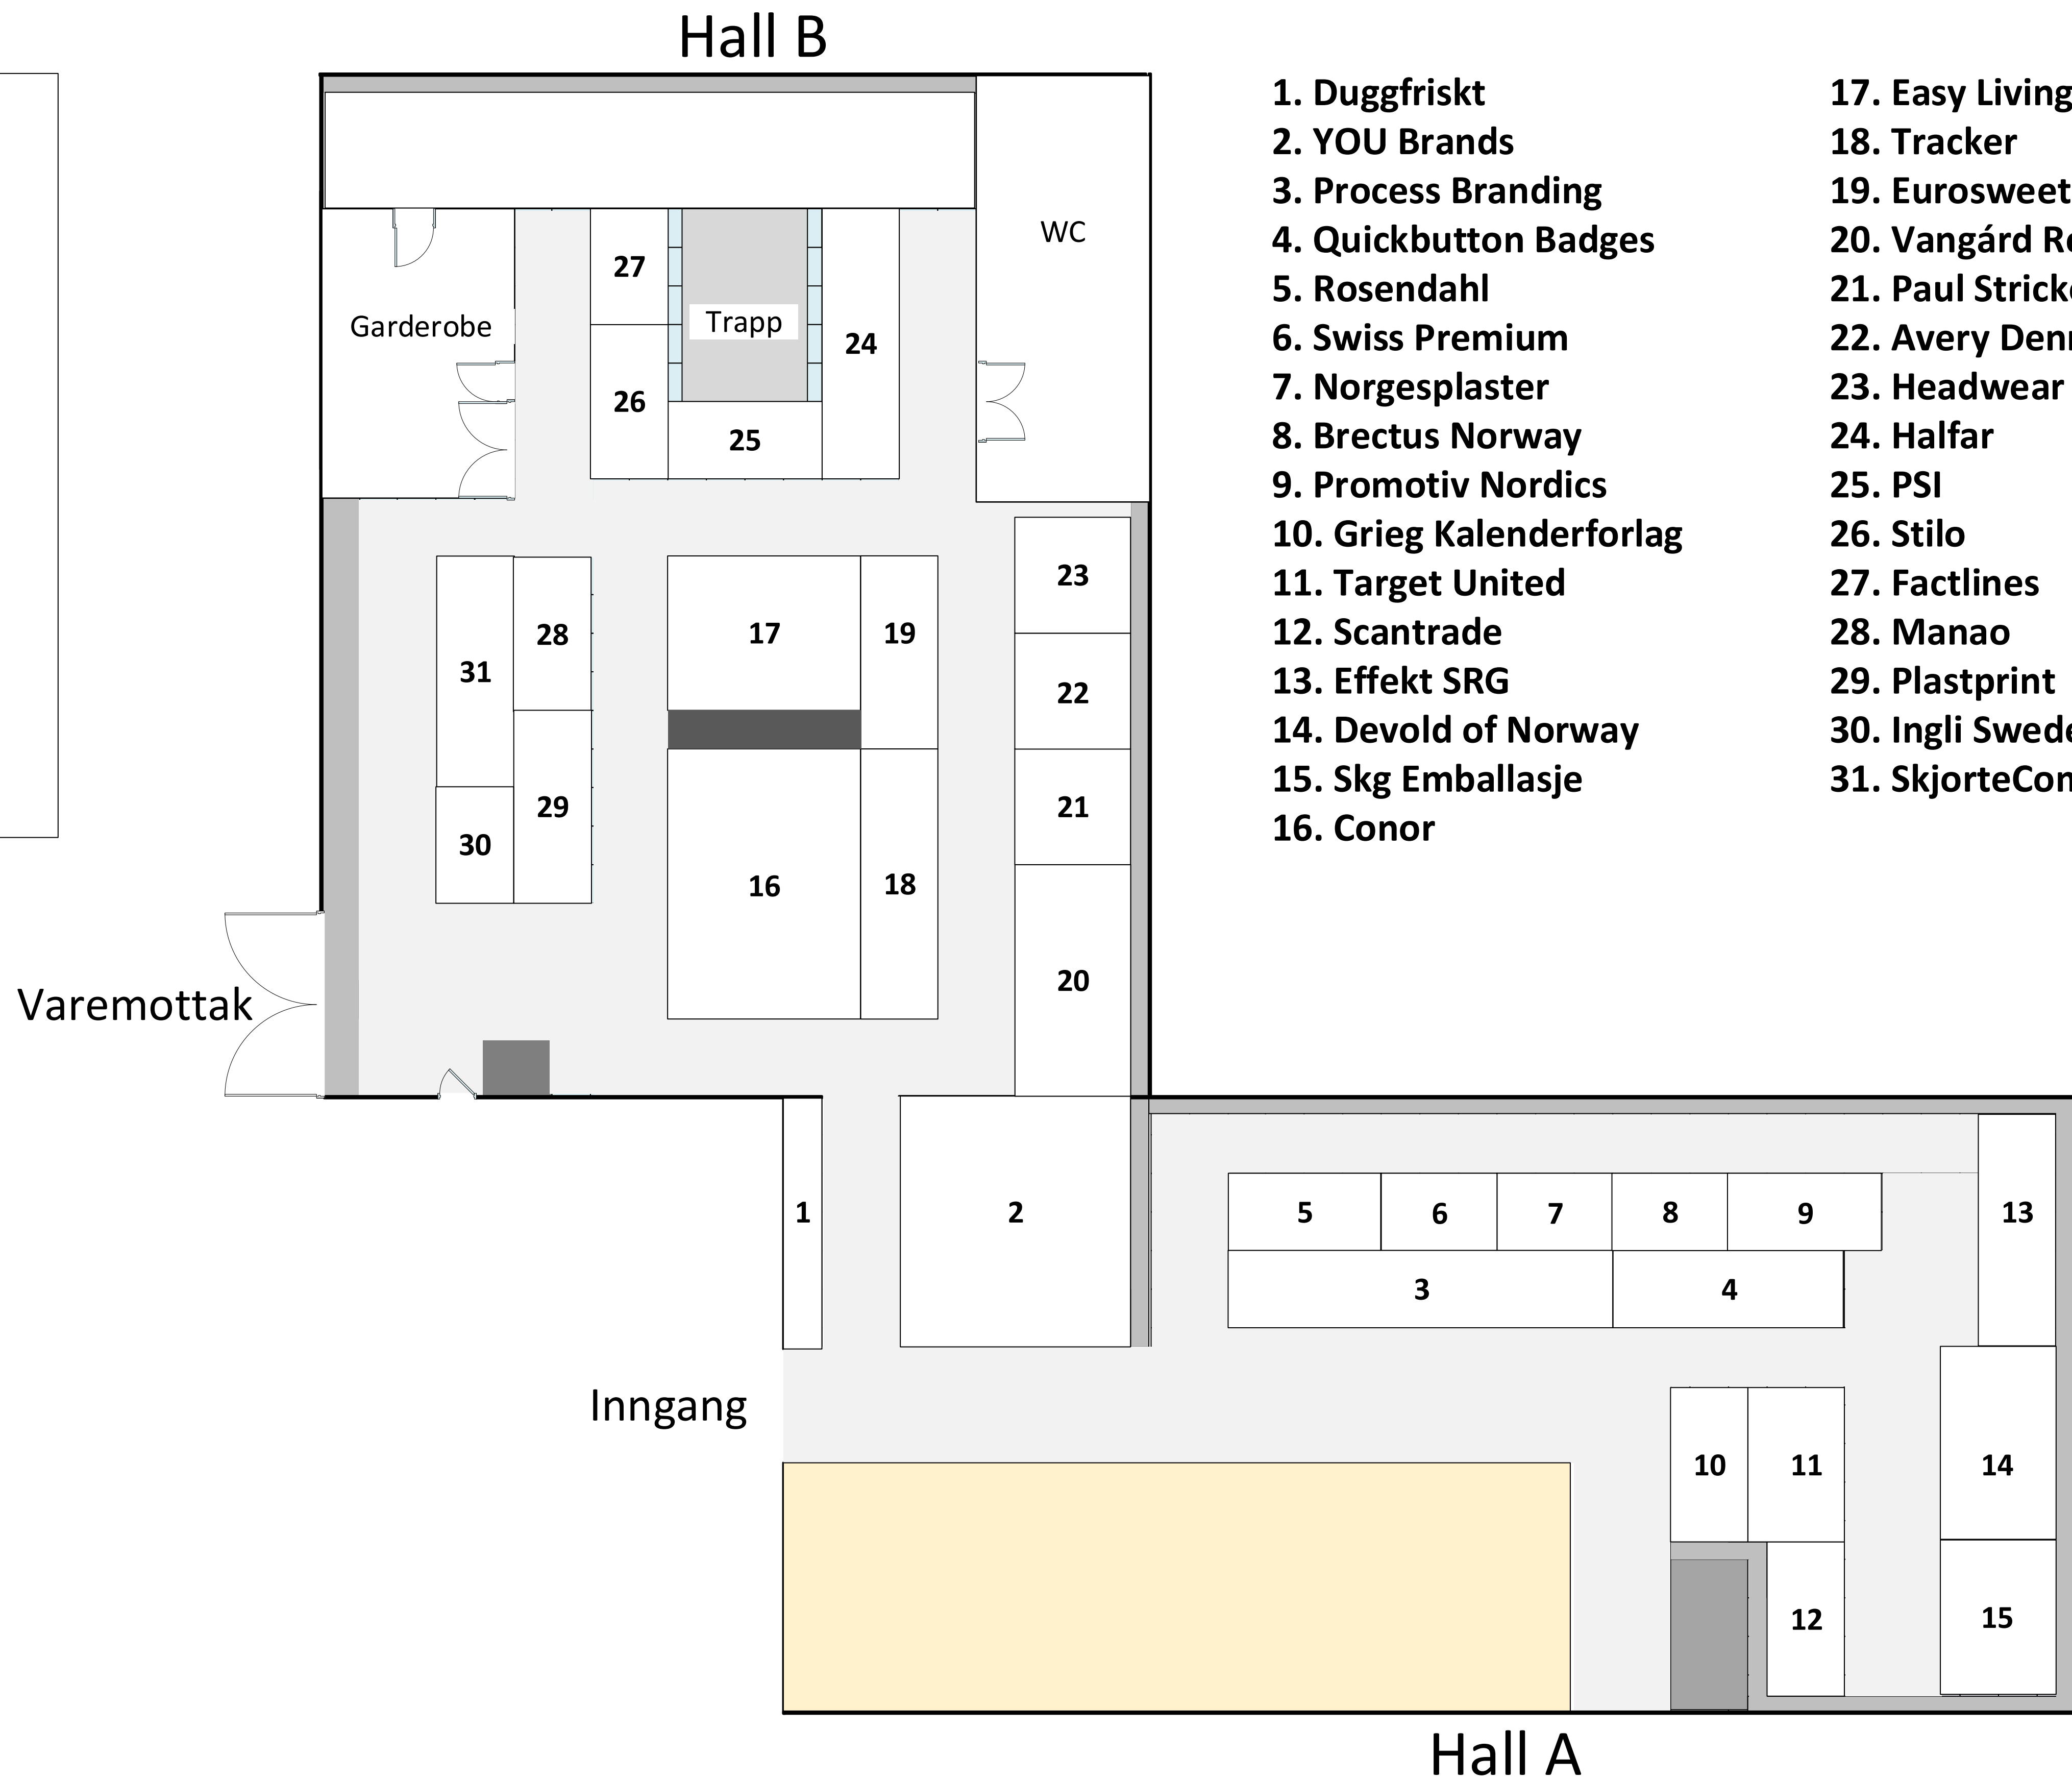 Hall B
1. Duggfriskt
2. YOU Brands
3. Process Branding
4. Quickbutton Badges
5. Rosendahl
6. Swiss Premium
7. Norgesplaster
8. Brectus Norway
9. Promotiv Nordics
10. Grieg Kalenderforlag
11. Target United
12. Scantrade
13. Effekt SRG
14. Devold of Norway
15. Skg Emballasje
16. Conor
17. Easy Living
18. Tracker
19. Eurosweet
20. Vangárd
21. Paul
22. Avery
23. Headwear
24. Halfar
25. PSI
26. Stilo
27. Factlines
28. Manao
29. Plastprint
30. Ingli
31.
WC
27
Garderobe
Trapp
24
26
25
23
17
19
28
31
22
29
21
30
16
18
20
Varemottak
1
2
5
6
7
8
9
13
3
4
Inngang
10
11
14
12
15
Hall A